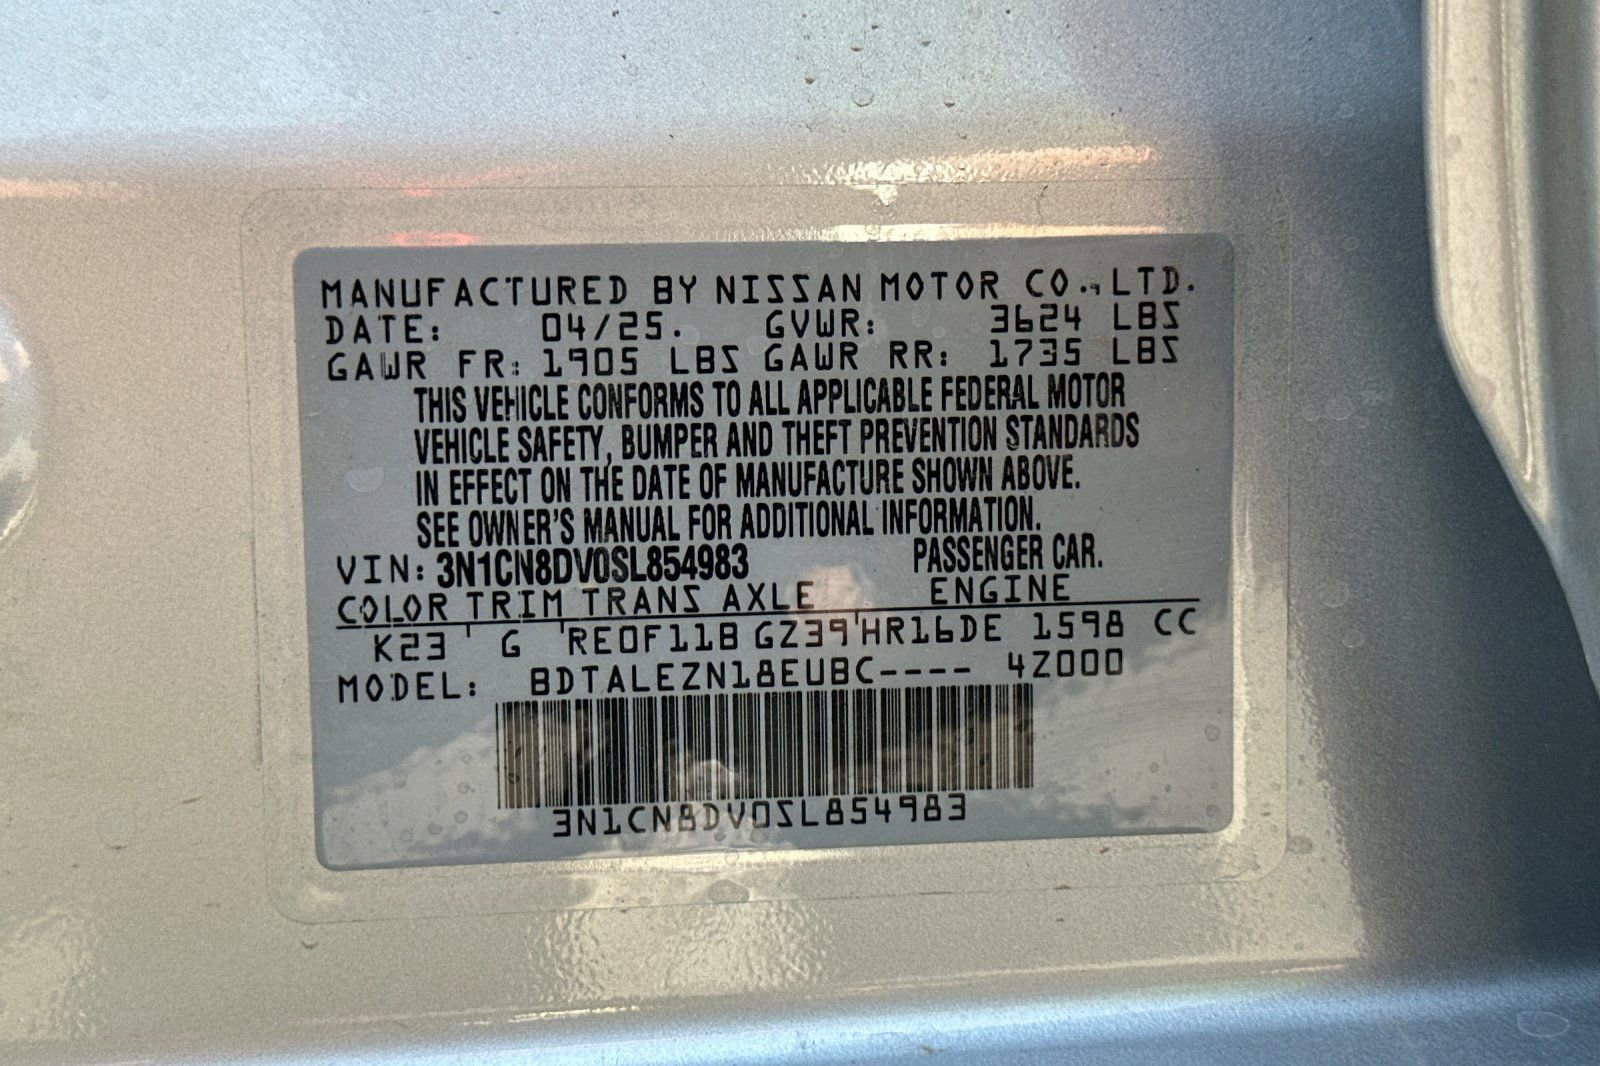 MANUFACTURED BY NISSAN MOTOR CO., LTD.
DATE: 04/25. GVWR: 3624 LBS
GAWR FR: 1905 LBS GAWR RR: 1735 LBS
THIS VEHICLE CONFORMS TO ALL APPLICABLE FEDERAL MOTOR
VEHICLE SAFETY, BUMPER AND THEFT PREVENTION STANDARDS
IN EFFECT ON THE DATE OF MANUFACTURE SHOWN ABOVE.
SEE OWNER'S MANUAL FOR ADDITIONAL INFORMATION.
VIN: 3N1CN8DV0SL854983 PASSENGER CAR.
COLOR TRIM TRANS AXLE ENGINE
K23 G RE0F11B GZ39 HR16DE 1598 CC
MODEL: BDTALEZN18EUBC---- 4Z000
3N1CN8DV0SL854983